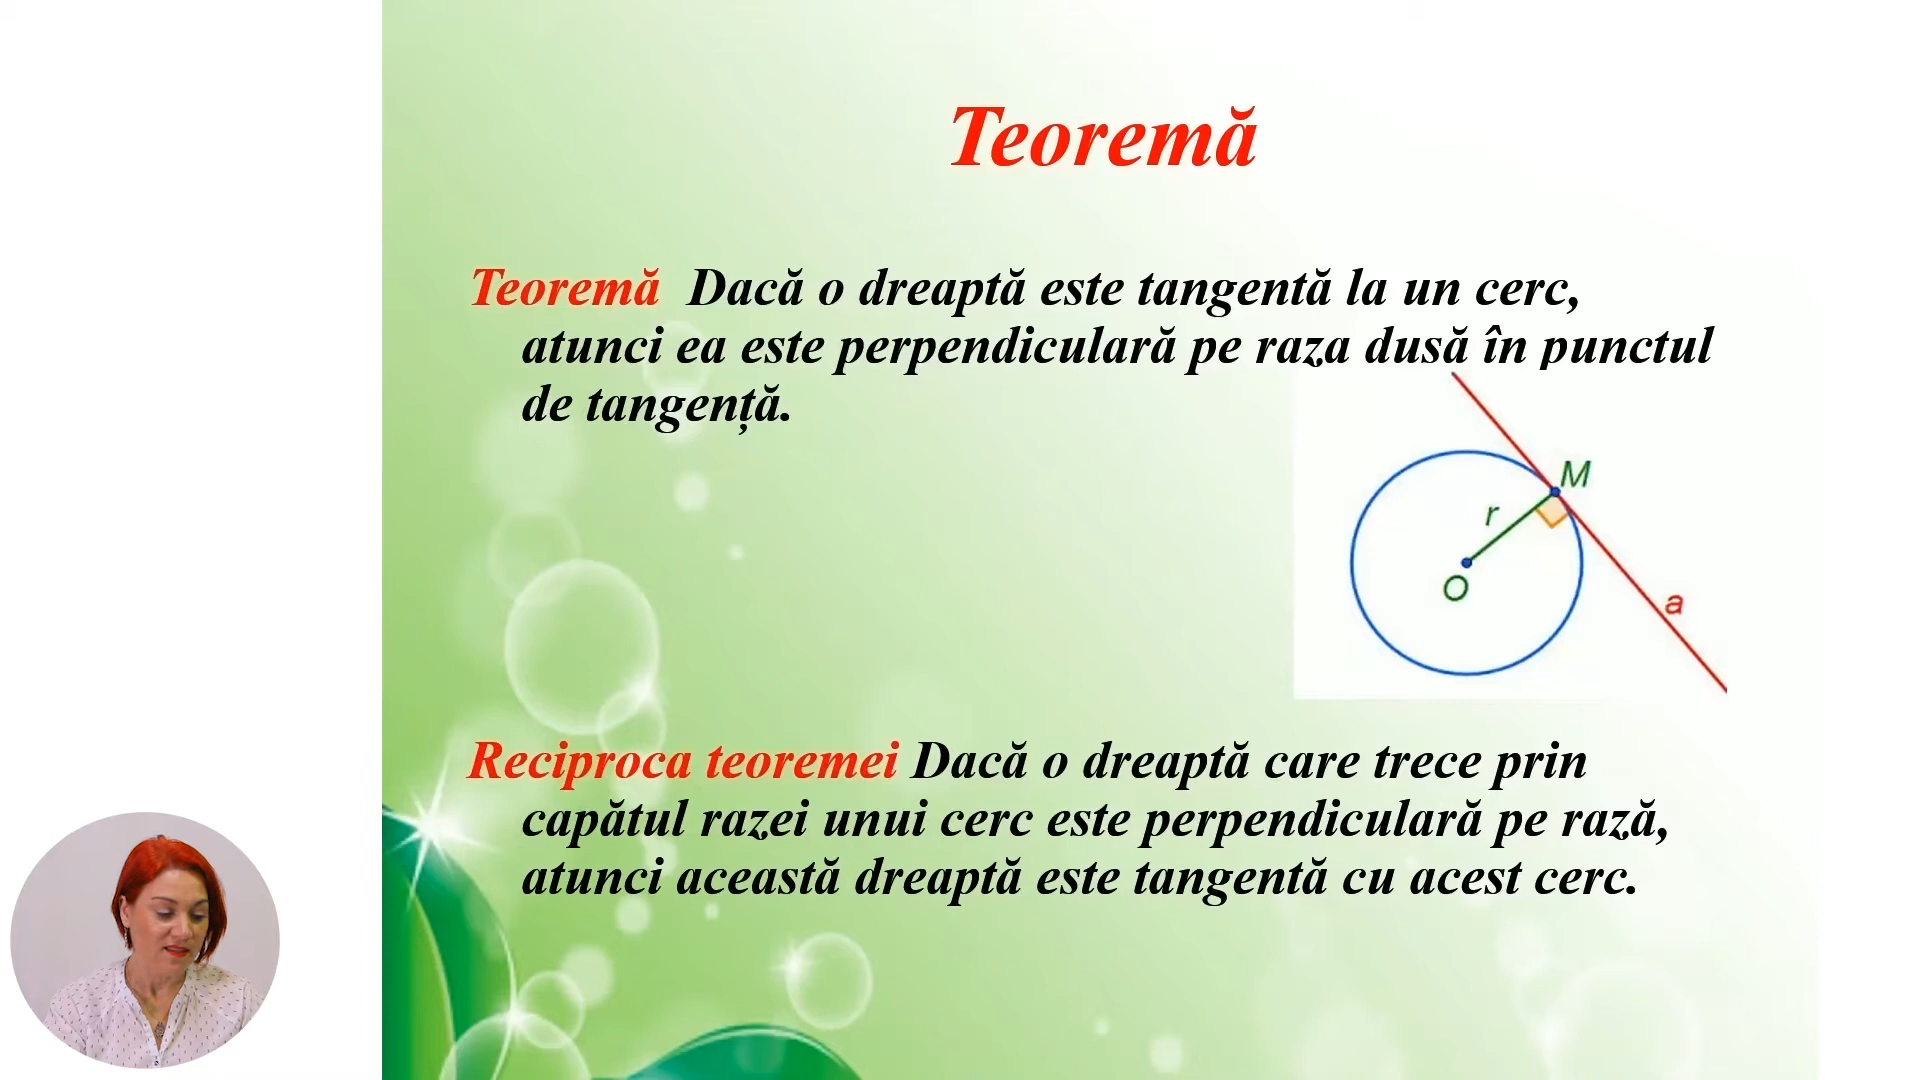 Teoremă
Teoremă Dacă o dreaptă este tangentă la un cerc,
atunci ea este perpendiculară pe raza dusă în punctul
de tangență.
M
r
O
a
Reciproca teoremei Dacă o dreaptă care trece prin
capătul razei unui cerc este perpendiculară pe rază,
atunci această dreaptă este tangentă cu acest cerc.